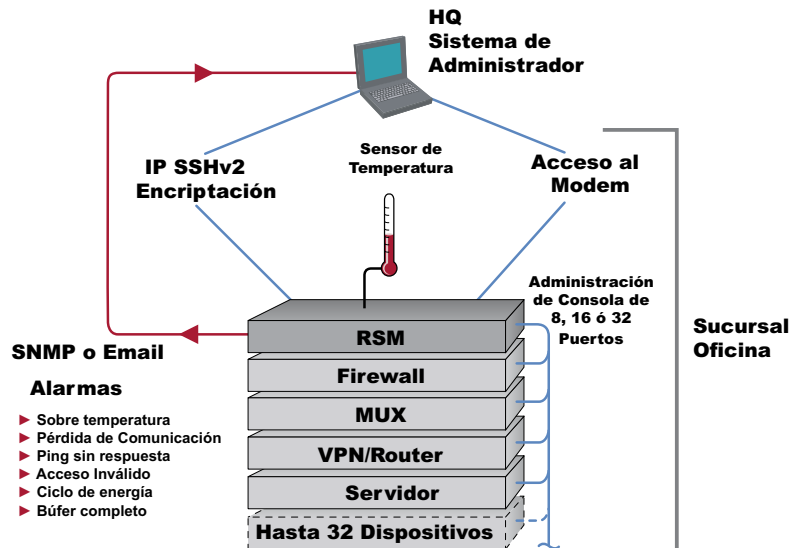 HQ
Sistema de
Administrador
Sensor de
Temperatura
IP SSHv2
Encriptación
Acceso al
Modem
Administración
de Consola de
8, 16 ó 32
Puertos
Sucursal
Oficina
RSM
Firewall
MUX
VPN/Router
Servidor
Hasta 32 Dispositivos
SNMP o Email
Alarmas
► Sobre temperatura
► Pérdida de Comunicación
► Ping sin respuesta
► Acceso Inválido
► Ciclo de energía
► Búfer completo